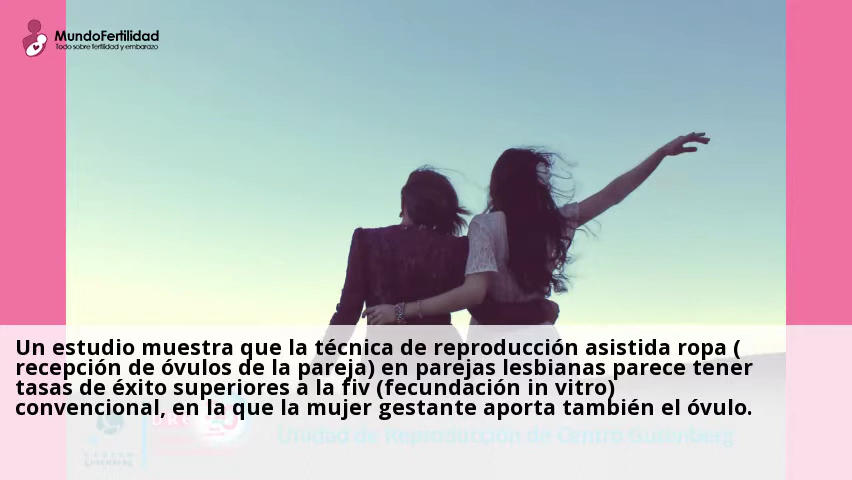 MundoFertilidad
Todo sobre fertilidad y embarazo
Un estudio muestra que la técnica de reproducción asistida ropa (
recepción de óvulos de la pareja) en parejas lesbianas parece tener
tasas de éxito superiores a la fiv (fecundación in vitro)
convencional, en la que la mujer gestante aporta también el óvulo.
Unidad de Reproducción de Centro Gutenberg